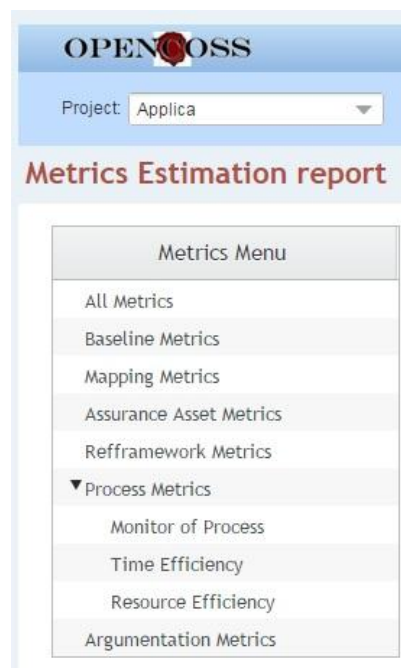 OPENCOSS
Project: Applica
Metrics Estimation report
Metrics Menu
All Metrics
Baseline Metrics
Mapping Metrics
Assurance Asset Metrics
Refframework Metrics
Process Metrics
Monitor of Process
Time Efficiency
Resource Efficiency
Argumentation Metrics